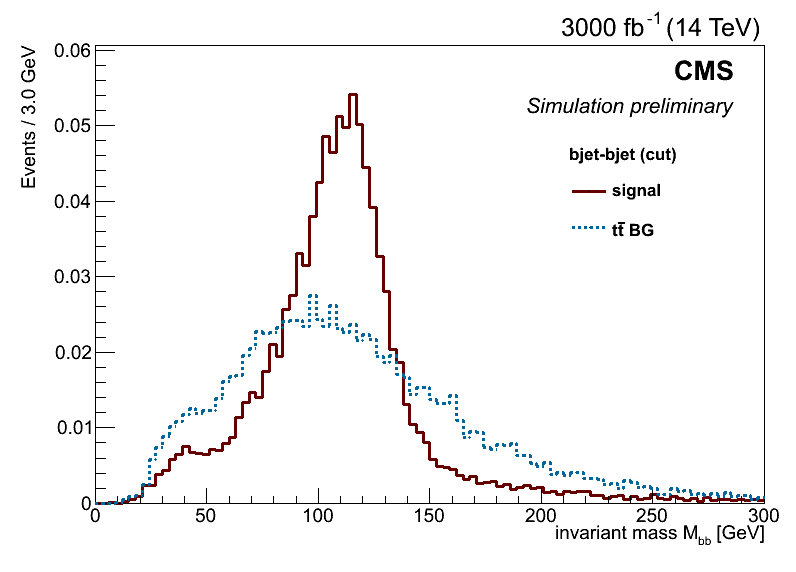 3000 fb-1 (14 TeV)
CMS
Simulation preliminary
bjet-bjet (cut)
signal
tt̄ BG
Events / 3.0 GeV
0.06
0.05
0.04
0.03
0.02
0.01
0
0 50 100 150 200 250 300
invariant mass Mbb [GeV]